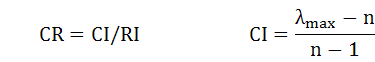 CR = CI/RI
CI = (λmax − n)/(n − 1)